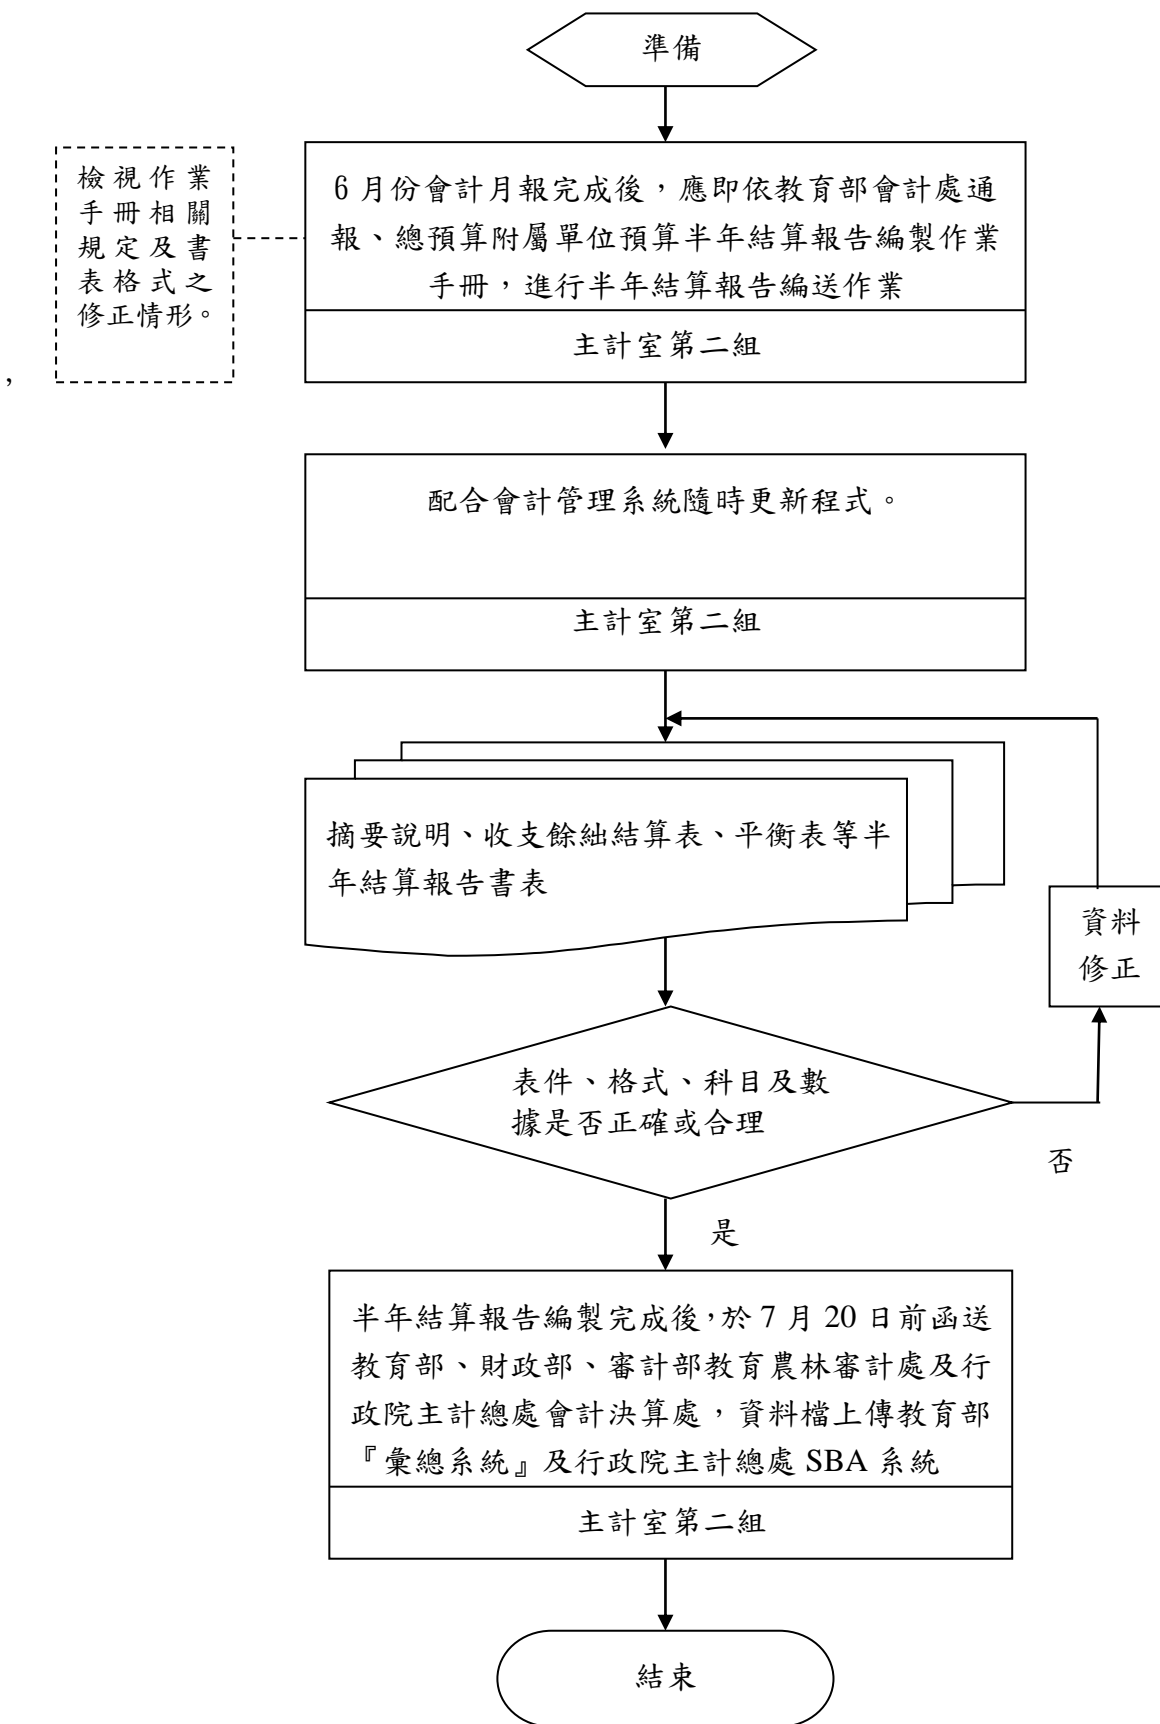 準備
檢視作業
手冊相關
規定及書
表格式之
修正情形。
6 月份會計月報完成後，應即依教育部會計處通
報、總預算附屬單位預算半年結算報告編製作業
手冊，進行半年結算報告編送作業
主計室第二組
，
配合會計管理系統隨時更新程式。
主計室第二組
摘要說明、收支餘絀結算表、平衡表等半
年結算報告書表
資料
修正
表件、格式、科目及數
據是否正確或合理
否
是
半年結算報告編製完成後，於 7 月 20 日前函送
教育部、財政部、審計部教育農林審計處及行
政院主計總處會計決算處，資料檔上傳教育部
『彙總系統』及行政院主計總處 SBA 系統
主計室第二組
結束